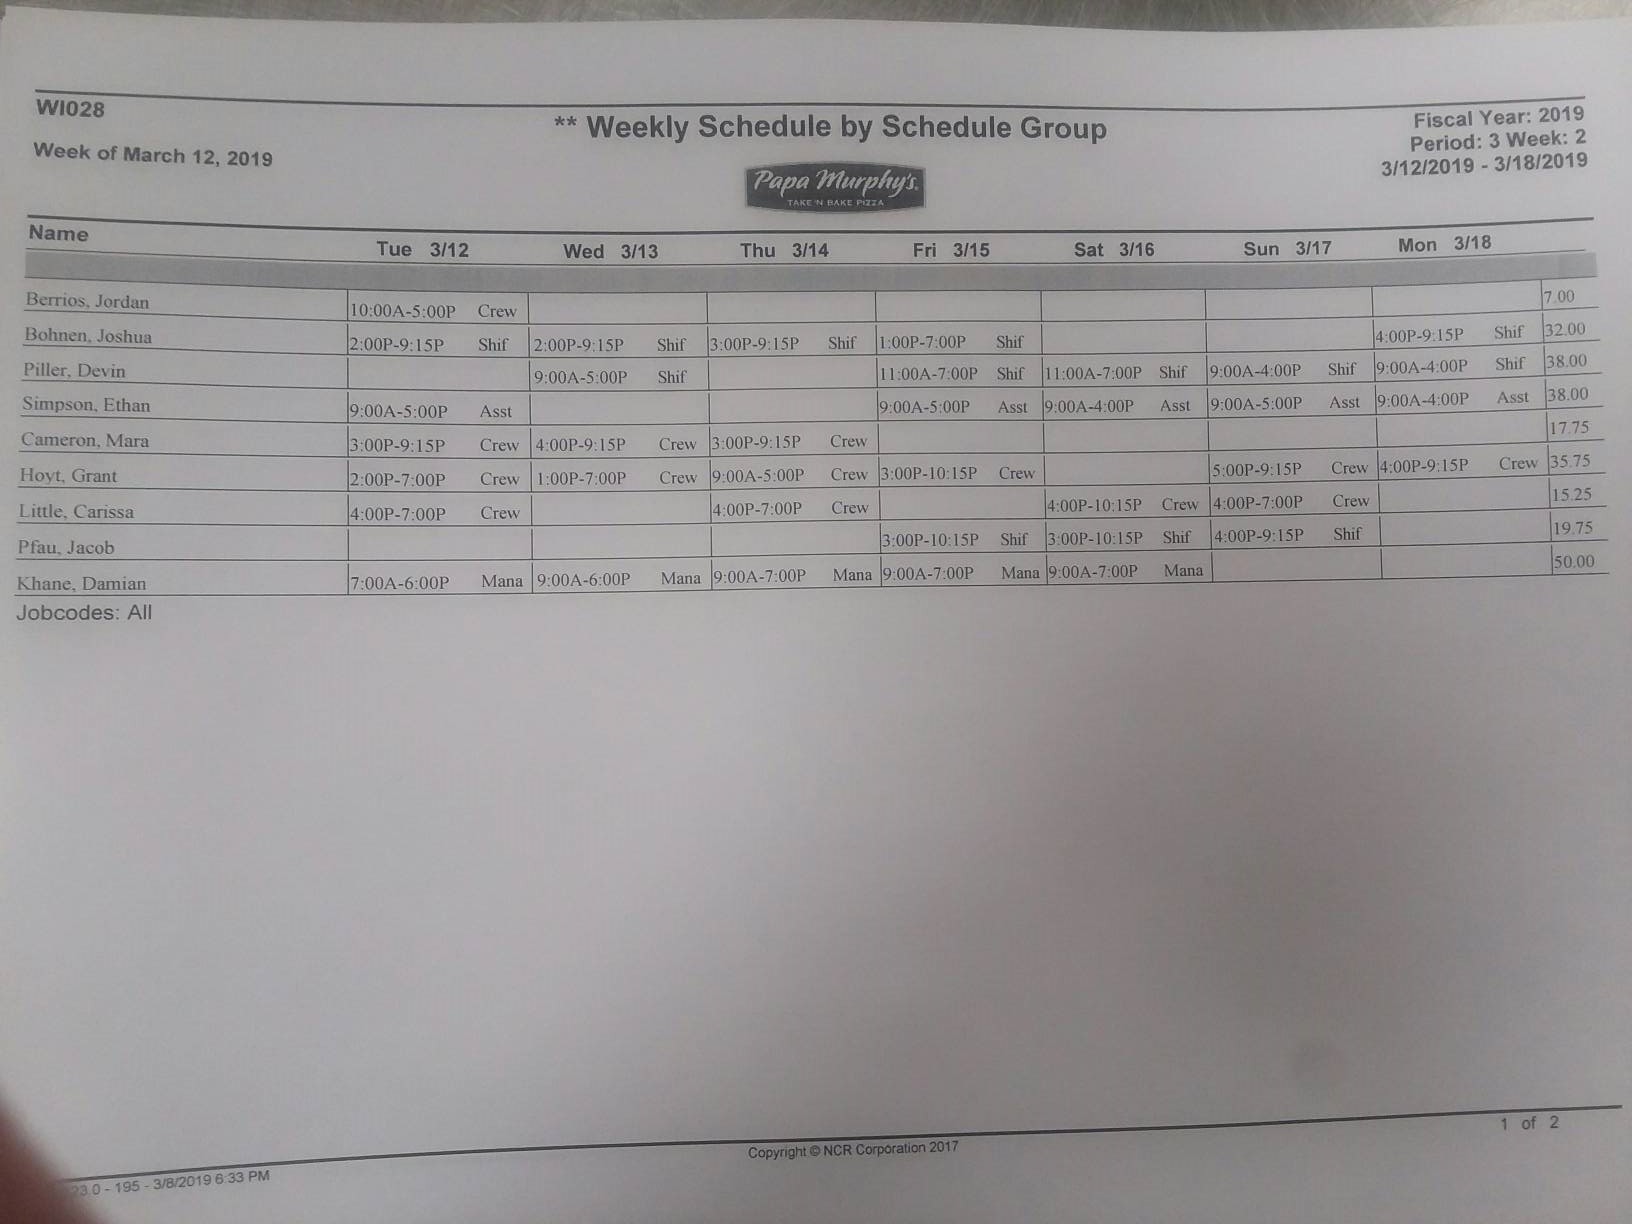 WI028
** Weekly Schedule by Schedule Group
Fiscal Year: 2019
Week of March 12, 2019
Period: 3 Week: 2
3/12/2019 - 3/18/2019
Papa Murphy's
TAKE 'N BAKE PIZZA
Name Tue 3/12 Wed 3/13 Thu 3/14 Fri 3/15 Sat 3/16 Sun 3/17 Mon 3/18
Berrios, Jordan 10:00A-5:00P Crew 7.00
Bohnen, Joshua 2:00P-9:15P Shif 2:00P-9:15P Shif 3:00P-9:15P Shif 1:00P-7:00P Shif 4:00P-9:15P Shif 32.00
Piller, Devin 9:00A-5:00P Shif 11:00A-7:00P Shif 11:00A-7:00P Shif 9:00A-4:00P Shif 9:00A-4:00P Shif 38.00
Simpson, Ethan 9:00A-5:00P Asst 9:00A-5:00P Asst 9:00A-4:00P Asst 9:00A-5:00P Asst 9:00A-4:00P Asst 38.00
Cameron, Mara 3:00P-9:15P Crew 4:00P-9:15P Crew 3:00P-9:15P Crew 17.75
Hoyt, Grant 2:00P-7:00P Crew 1:00P-7:00P Crew 9:00A-5:00P Crew 3:00P-10:15P Crew 5:00P-9:15P Crew 4:00P-9:15P Crew 35.75
Little, Carissa 4:00P-7:00P Crew 4:00P-7:00P Crew 4:00P-10:15P Crew 4:00P-7:00P Crew 15.25
Pfau, Jacob 3:00P-10:15P Shif 3:00P-10:15P Shif 4:00P-9:15P Shif 19.75
Khane, Damian 7:00A-6:00P Mana 9:00A-6:00P Mana 9:00A-7:00P Mana 9:00A-7:00P Mana 9:00A-7:00P Mana 50.00
Jobcodes: All
1 of 2
Copyright © NCR Corporation 2017
23.0 - 195 - 3/8/2019 6:33 PM